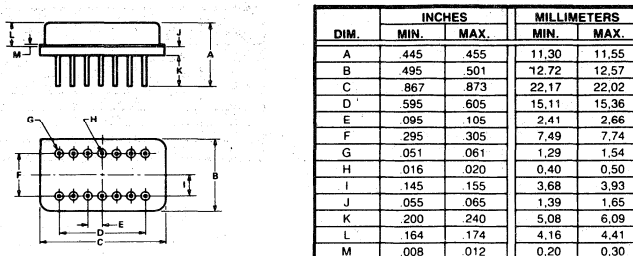 L
M
J
A
K
G
H
F
I
B
E
D
C
INCHES MILLIMETERS
DIM. MIN. MAX. MIN. MAX.
A .445 .455 11,30 11,55
B .495 .501 12.72 12,57
C .867 .873 22,17 22,02
D .595 .605 15,11 15,36
E .095 .105 2,41 2,66
F .295 .305 7,49 7,74
G .051 .061 1,29 1,54
H .016 .020 0,40 0,50
I .145 .155 3,68 3,93
J .055 .065 1,39 1,65
K .200 .240 5,08 6,09
L .164 .174 4,16 4,41
M .008 .012 0,20 0,30